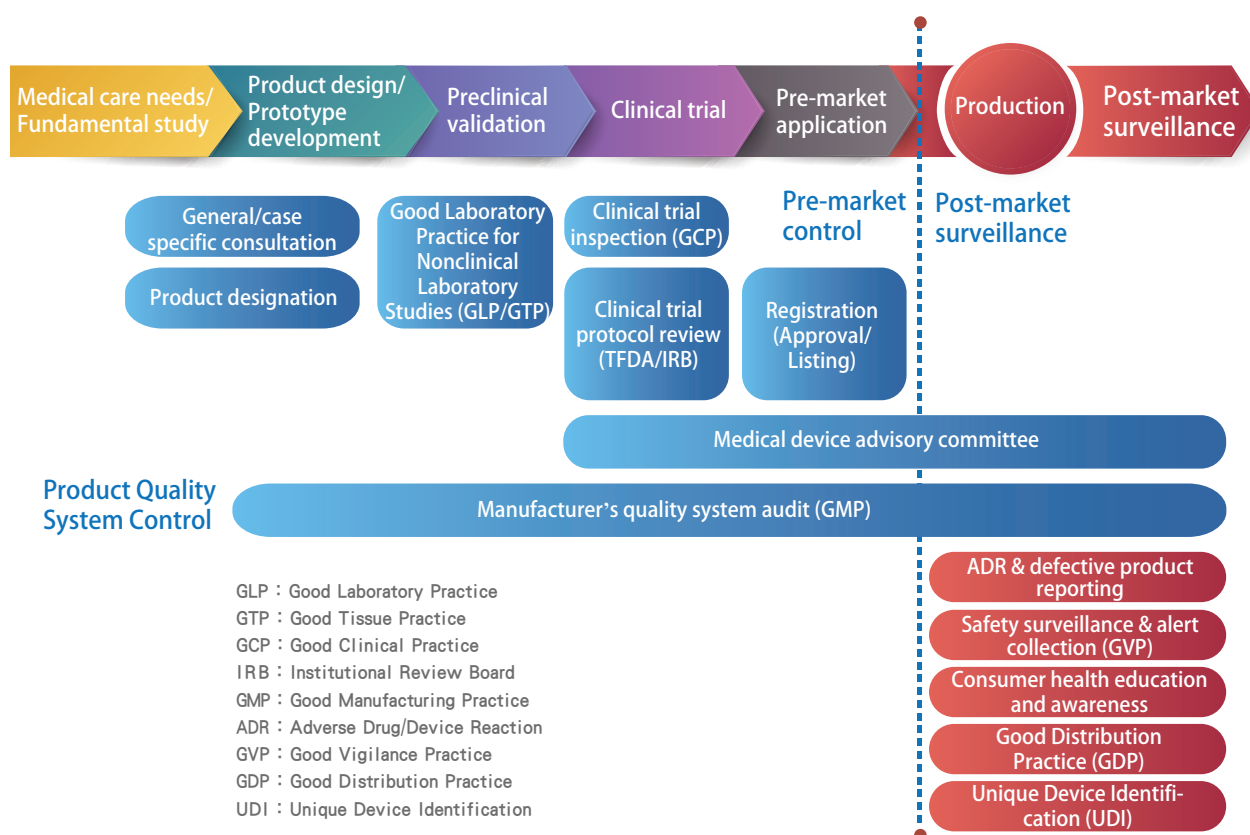 Medical care needs/
Fundamental study
Product design/
Prototype
development
Preclinical
validation
Clinical trial
Pre-market
application
Production
Post-market
surveillance
General/case
specific consultation
Product designation
Good Laboratory
Practice for
Nonclinical
Laboratory
Studies (GLP/GTP)
Clinical trial
inspection (GCP)
Clinical trial
protocol review
(TFDA/IRB)
Pre-market
control
Post-market
surveillance
Registration
(Approval/
Listing)
Medical device advisory committee
Product Quality
System Control
Manufacturer's quality system audit (GMP)
GLP：Good Laboratory Practice
GTP：Good Tissue Practice
GCP：Good Clinical Practice
IRB：Institutional Review Board
GMP：Good Manufacturing Practice
ADR：Adverse Drug/Device Reaction
GVP：Good Vigilance Practice
GDP：Good Distribution Practice
UDI：Unique Device Identification
ADR & defective product
reporting
Safety surveillance & alert
collection (GVP)
Consumer health education
and awareness
Good Distribution
Practice (GDP)
Unique Device Identifi-
cation (UDI)